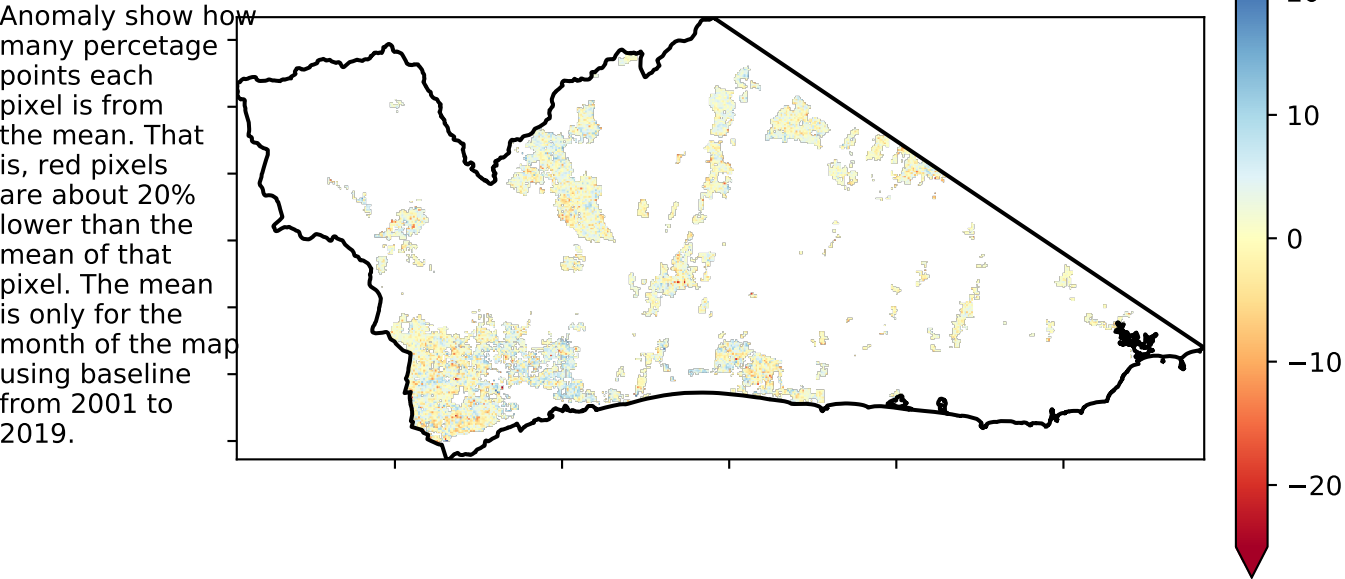 Anomaly show how
many percetage
points each
pixel is from
the mean. That
is, red pixels
are about 20%
lower than the
mean of that
pixel. The mean
is only for the
month of the map
using baseline
from 2001 to
2019.
10
0
−10
−20